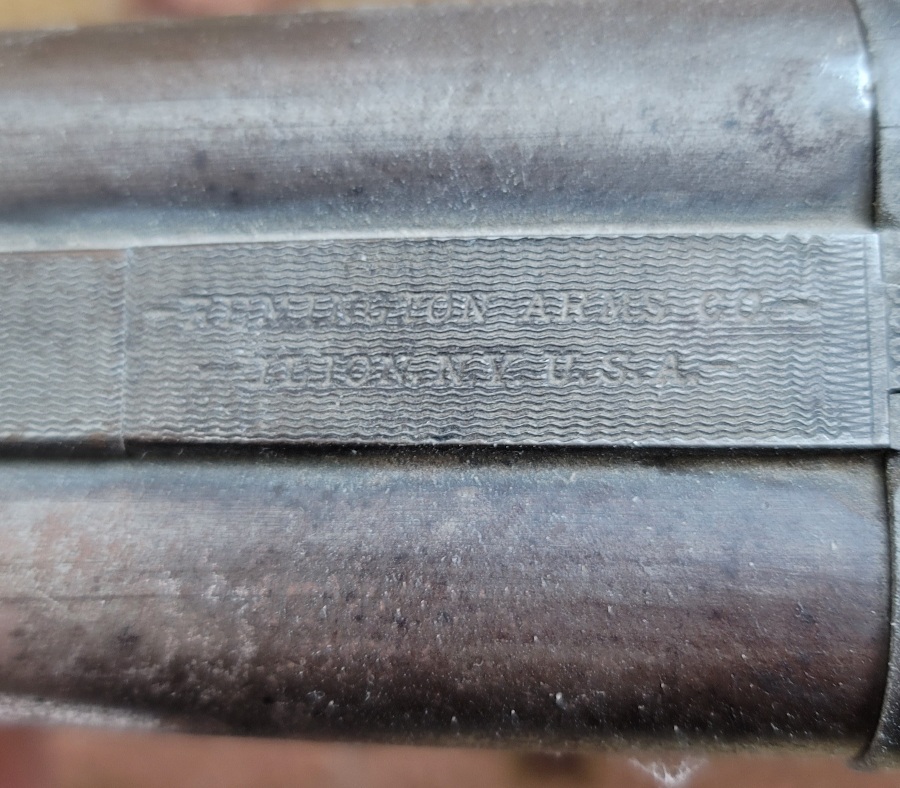 -REMINGTON ARMS CO.-
-ILION, N.Y. U.S.A.-